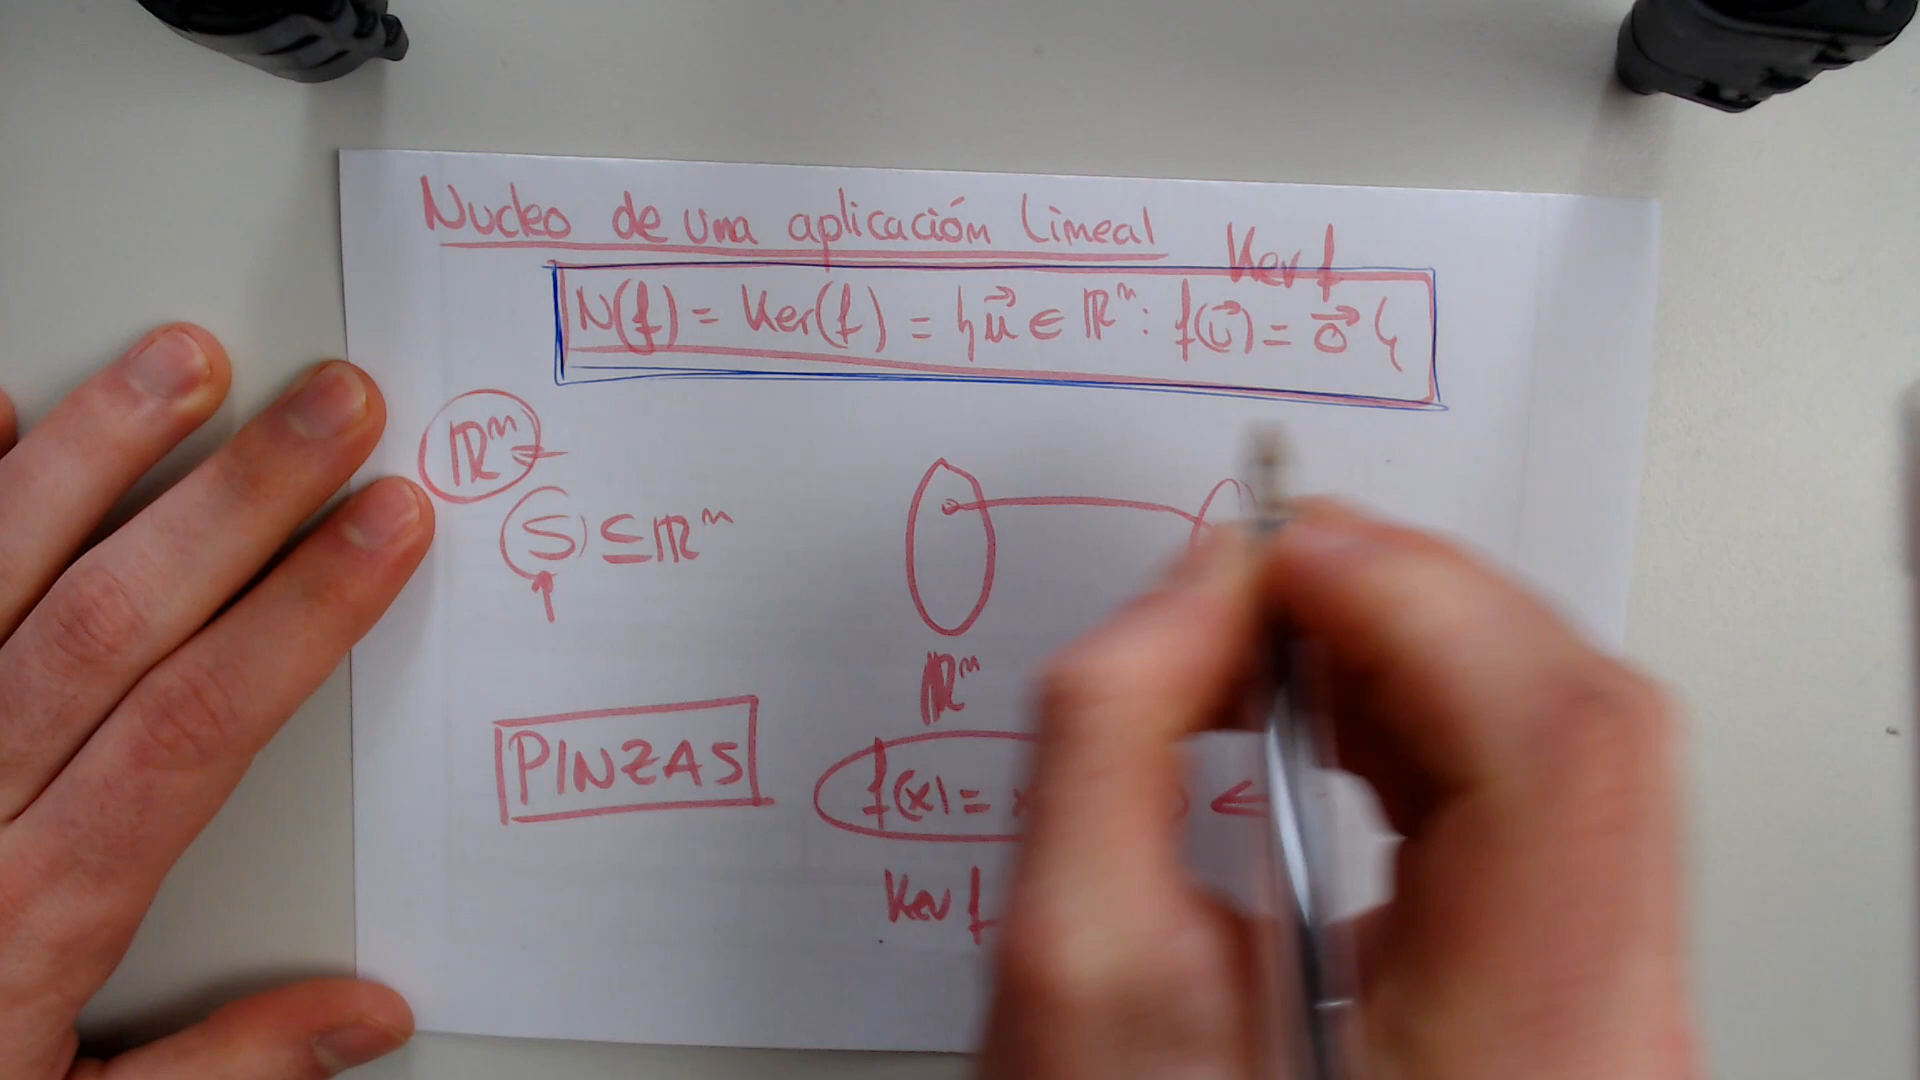 Nucleo de una aplicación lineal
Ker f
N(f) = Ker(f) = {u⃗ ∈ ℝⁿ : f(u⃗) = 0⃗}
ℝⁿ
S ⊆ ℝⁿ
ℝⁿ
PINZAS
f(x) = x
Ker f